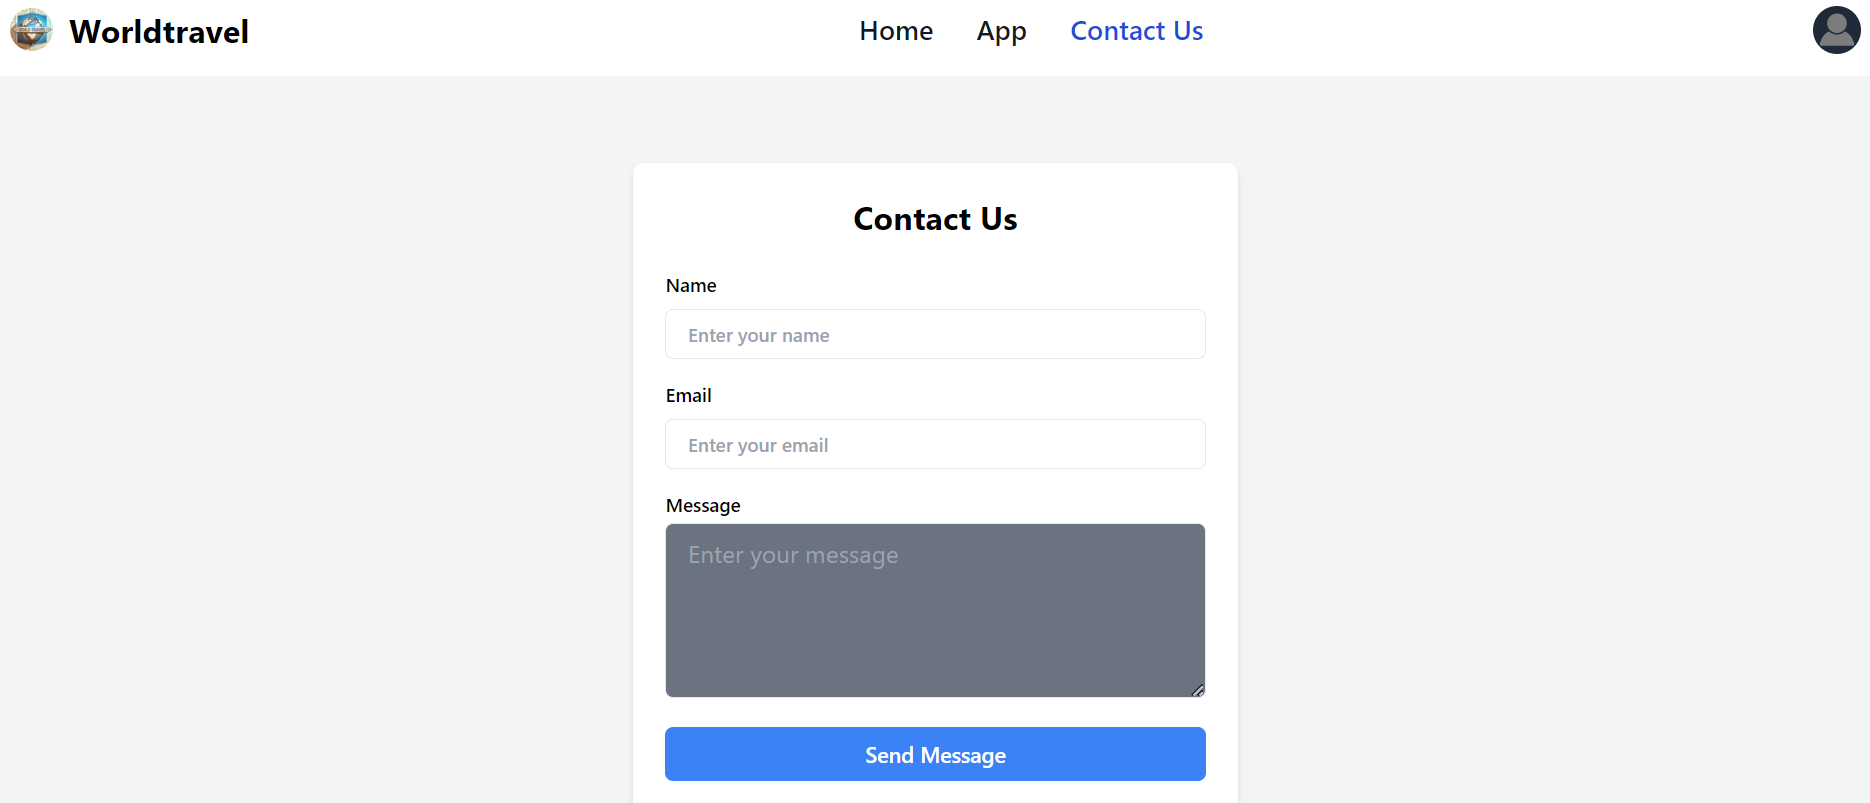 Worldtravel
Home App Contact Us
Contact Us
Name
Enter your name
Email
Enter your email
Message
Enter your message
Send Message